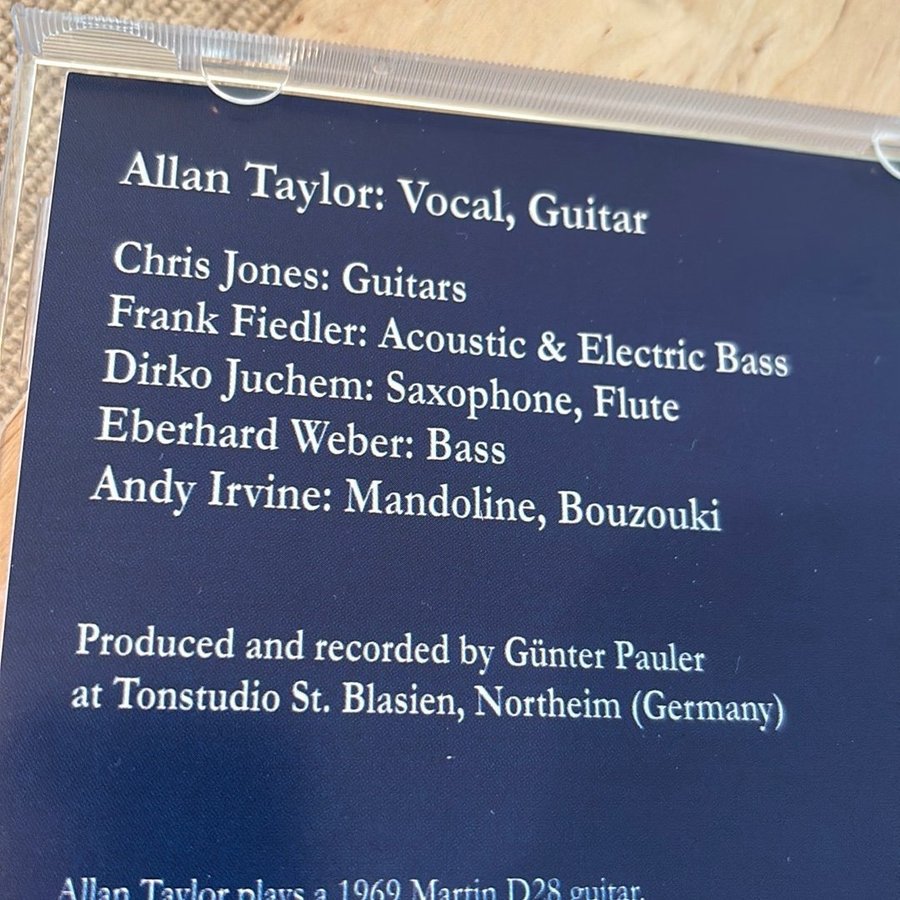 Allan Taylor: Vocal, Guitar
Chris Jones: Guitars
Frank Fiedler: Acoustic & Electric Bass
Dirko Juchem: Saxophone, Flute
Eberhard Weber: Bass
Andy Irvine: Mandoline, Bouzouki
Produced and recorded by Günter Pauler
at Tonstudio St. Blasien, Northeim (Germany)
Allan Taylor plays a 1969 Martin D28 guitar.